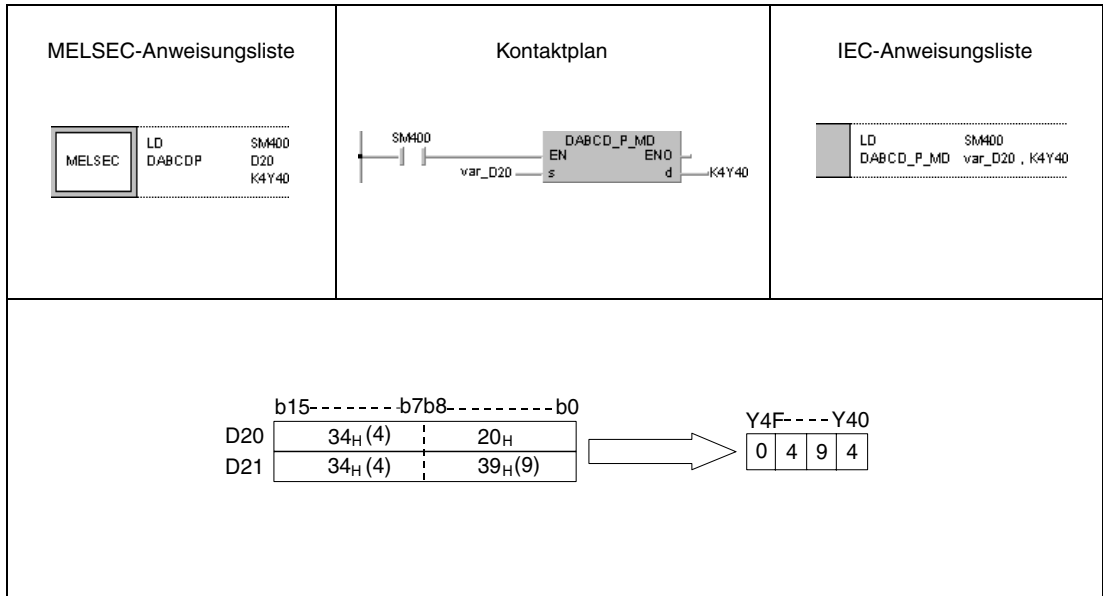 MELSEC-Anweisungsliste
MELSEC
LD SM400
DABCDP D20
K4Y40
Kontaktplan
SM400
DABCD_P_MD
EN ENO
var_D20 s d K4Y40
IEC-Anweisungsliste
LD SM400
DABCD_P_MD var_D20 , K4Y40
b15--------b7b8---------b0
D20 34H (4) 20H
D21 34H (4) 39H(9)
Y4F----Y40
0 4 9 4